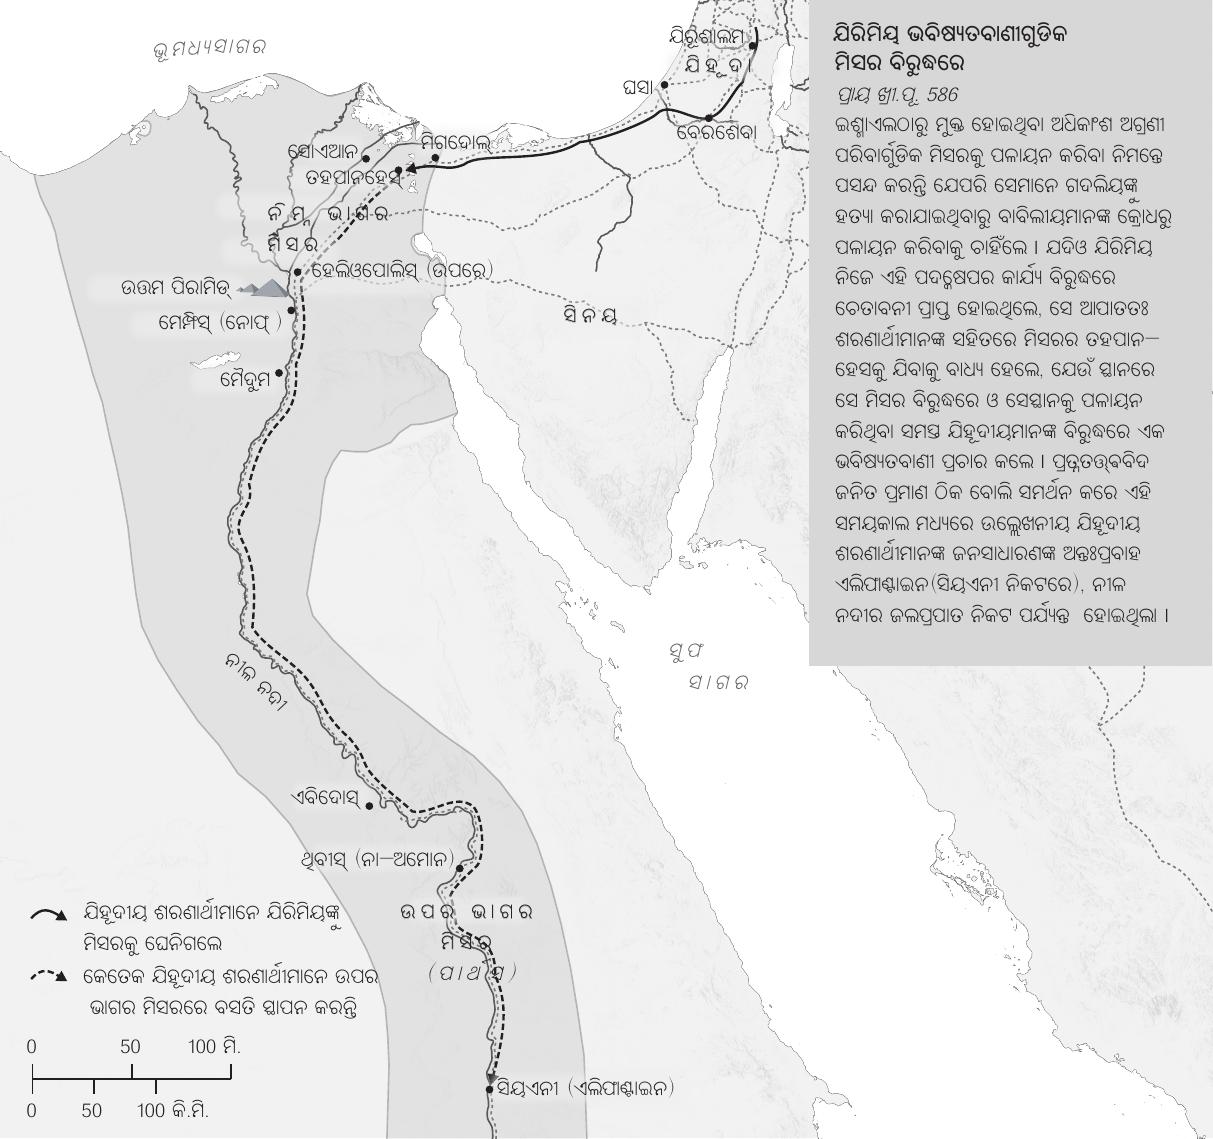 ଯିରିମିୟ ଭବିଷ୍ୟତବାଣୀଗୁଡିକ
ମିସର ବିରୁଦ୍ଧରେ
ପ୍ରାୟ ଖ୍ରୀ.ପୂ. 586
ଇଶ୍ମାଏଲଠାରୁ ମୁକ୍ତ ହୋଇଥିବା ଅଧିକାଂଶ ଅଗ୍ରଣୀ
ପରିବାର୍ଗୁଡିକ ମିସରକୁ ପଳାୟନ କରିବା ନିମନ୍ତେ
ପସନ୍ଦ କରନ୍ତି ଯେପରି ସେମାନେ ଗଦଲିୟଙ୍କୁ
ହତ୍ୟା କରାଯାଇଥିବାରୁ ବାବିଲୀୟମାନଙ୍କ କ୍ରୋଧରୁ
ପଳାୟନ କରିବାକୁ ଚାହିଁଲେ । ଯଦିଓ ଯିରିମିୟ
ନିଜେ ଏହି ପଦକ୍ଷେପର କାର୍ଯ୍ୟ ବିରୁଦ୍ଧରେ
ଚେତାବନୀ ପ୍ରାପ୍ତ ହୋଇଥିଲେ, ସେ ଆପାତତଃ
ଶରଣାର୍ଥୀମାନଙ୍କ ସହିତରେ ମିସରର ତହପାନ–
ହେସକୁ ଯିବାକୁ ବାଧ୍ୟ ହେଲେ, ଯେଉଁ ସ୍ଥାନରେ
ସେ ମିସର ବିରୁଦ୍ଧରେ ଓ ସେସ୍ଥାନକୁ ପଳାୟନ
କରିଥିବା ସମସ୍ତ ଯିହୂଦୀୟମାନଙ୍କ ବିରୁଦ୍ଧରେ ଏକ
ଭବିଷ୍ୟତବାଣୀ ପ୍ରଚାର କଲେ । ପ୍ରତ୍ନତତ୍ତ୍ଵବିଦ
ଜନିତ ପ୍ରମାଣ ଠିକ ବୋଲି ସମର୍ଥନ କରେ ଏହି
ସମୟକାଲ ମଧ୍ୟରେ ଉଲ୍ଲେଖନୀୟ ଯିହୂଦୀୟ
ଶରଣାର୍ଥୀମାନଙ୍କ ଜନସାଧାରଣଙ୍କ ଅନ୍ତଃପ୍ରବାହ
ଏଲିଫାଣ୍ଟାଇନ(ସିୟଏନୀ ନିକଟରେ), ନୀଳ
ନଦୀର ଜଳପ୍ରପାତ ନିକଟ ପର୍ଯ୍ୟନ୍ତ ହୋଇଥିଲା ।
ଭୂମଧ୍ୟସାଗର
ଯିରୂଶାଲମ
ଯିହୂଦା
ଘସା
ବେରଶେବା
ମିଗଦୋଲ
ସୋଏଆନ
ତହପାନହେସ୍
ନିମ୍ନ ଭାଗର
ମିସର
ହେଲିଓପୋଲିସ୍ (ଉପରେ)
ଉତ୍ତମ ପିରାମିଡ୍
ମେଙ୍ଫିସ୍ (ନୋଫ୍ )
ସିନୟ
ମୈଦୁମ
ସୁଫ
ସାଗର
ନୀଳ ନଦୀ
ଏବିଦୋସ୍
ଥିବୀସ୍ (ନା–ଅମୋନ)
ଉପର ଭାଗର
ମିସର
(ପାର୍ଥସ)
ସିୟଏନୀ (ଏଲିଫାଣ୍ଟାଇନ)
ଯିହୂଦୀୟ ଶରଣାର୍ଥୀମାନେ ଯିରିମିୟଙ୍କୁ
ମିସରକୁ ଘେନିଗଲେ
କେତେକ ଯିହୂଦୀୟ ଶରଣାର୍ଥୀମାନେ ଉପର
ଭାଗର ମିସରରେ ବସତି ସ୍ଥାପନ କରନ୍ତି
0 50 100 ମି.
0 50 100 କି.ମି.